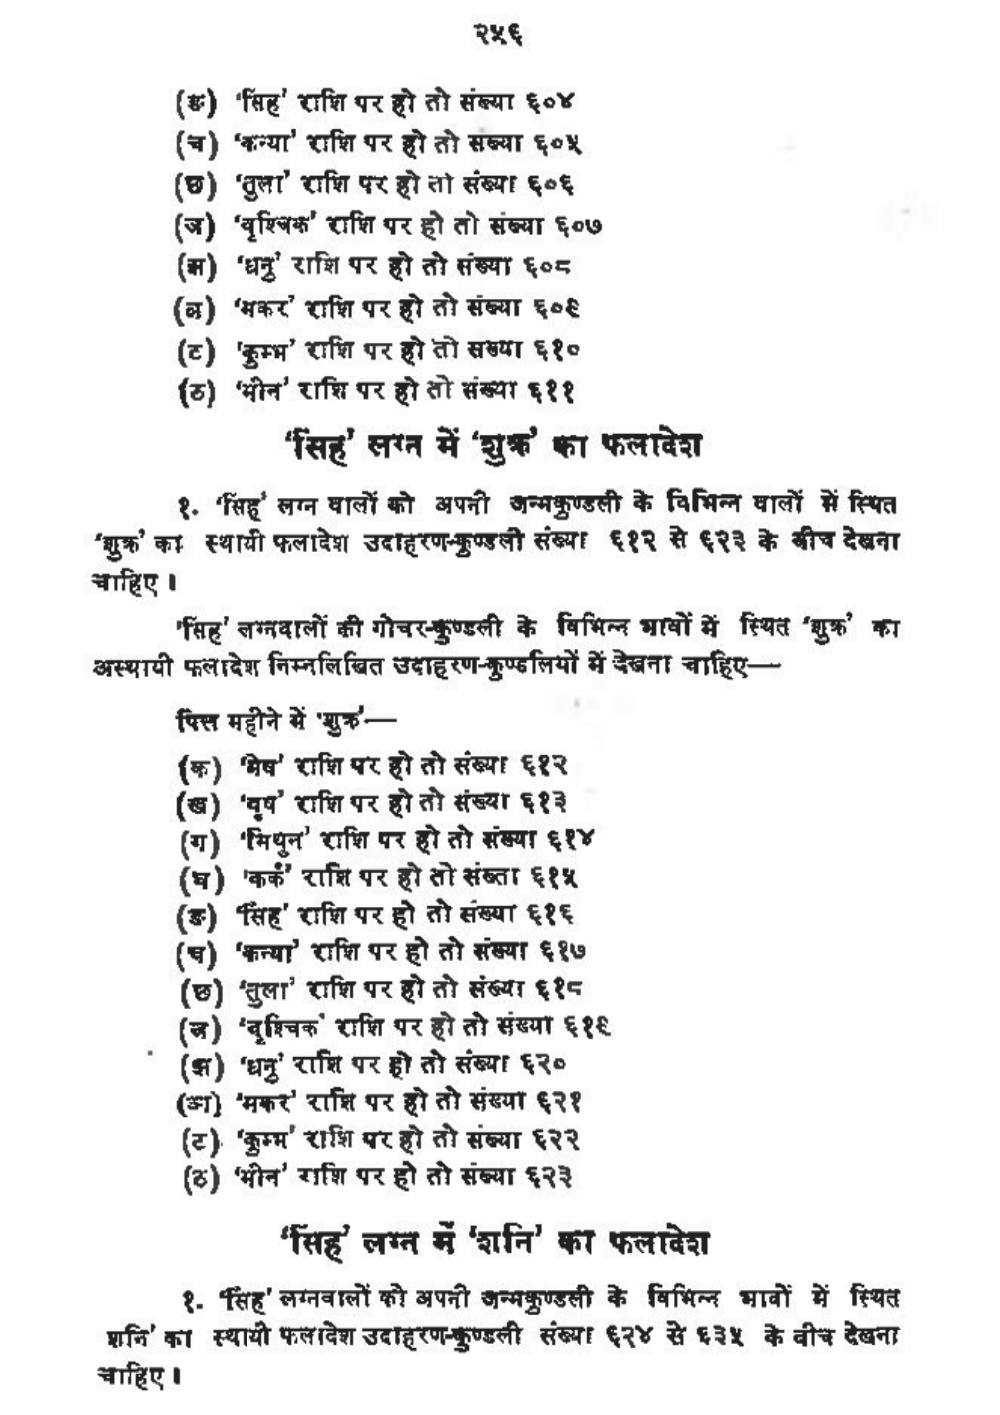 २५६
(ङ) 'सिंह' राशि पर हो तो संख्या ६०४
(च) 'कन्या' राशि पर हो तो सख्या ६०५
(छ) 'तुला' राशि पर हो तो संख्या ६०६
(ज) 'वृश्चिक' राशि पर हो तो संख्या ६०७
(झ) 'धनु' राशि पर हो तो संख्या ६०८
(ञ) 'मकर' राशि पर हो तो संख्या ६०९
(ट) 'कुम्भ' राशि पर हो तो सख्या ६१०
(ठ) 'मीन' राशि पर हो तो संख्या ६११
'सिंह' लग्न में 'शुक्र' का फलादेश
१. 'सिंह' लग्न वालों को अपनी जन्मकुण्डली के विभिन्न वालों में स्थित
'शुक्र' का स्थायी फलादेश उदाहरण-कुण्डली संख्या ६१२ से ६२३ के बीच देखना
चाहिए।
'सिंह' लग्नवालों की गोचर-कुण्डली के विभिन्न भावों में स्थित 'शुक्र' का
अस्थायी फलादेश निम्नलिखित उदाहरण-कुण्डलियों में देखना चाहिए—
महीने में 'शुक्र'—
(क) 'मेष' राशि पर हो तो संख्या ६१२
(ख) 'वृष' राशि पर हो तो संख्या ६१३
(ग) 'मिथुन' राशि पर हो तो संख्या ६१४
(घ) 'कर्क' राशि पर हो तो संख्ता ६१५
(ङ) 'सिंह' राशि पर हो तो संख्या ६१६
(च) 'कन्या' राशि पर हो तो संख्या ६१७
(छ) 'तुला' राशि पर हो तो संख्या ६१८
(ज) 'वृश्चिक' राशि पर हो तो संख्या ६१९
(झ) 'धनु' राशि पर हो तो संख्या ६२०
(ञ) 'मकर' राशि पर हो तो संख्या ६२१
(ट) 'कुम्भ' राशि पर हो तो संख्या ६२२
(ठ) 'मीन' राशि पर हो तो संख्या ६२३
'सिंह' लग्न में 'शनि' का फलादेश
१. 'सिंह' लग्नवालों को अपनी जन्मकुण्डली के विभिन्न भावों में स्थित
शनि' का स्थायी फलादेश उदाहरण-कुण्डली संख्या ६२४ से ६३५ के बीच देखना
चाहिए।